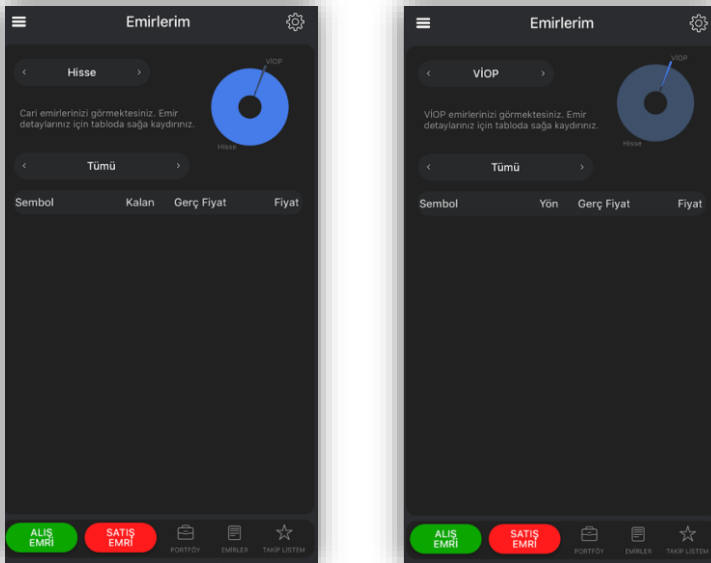 Emirlerim
VİOP
Hisse
Cari emirlerinizi görmektesiniz. Emir
detaylarınız için tabloda sağa kaydırınız.
Hisse
Tümü
Sembol Kalan Gerç Fiyat Fiyat
ALIŞ
EMRİ
SATIŞ
EMRİ
PORTFÖY
EMİRLER
TAKİP LİSTEM
Emirlerim
VİOP
VİOP
VİOP emirlerinizi görmektesiniz. Emir
detaylarınız için tabloda sağa kaydırınız.
Hisse
Tümü
Sembol Yön Gerç Fiyat Fiyat
ALIŞ
EMRİ
SATIŞ
EMRİ
PORTFÖY
EMİRLER
TAKİP LİSTEM